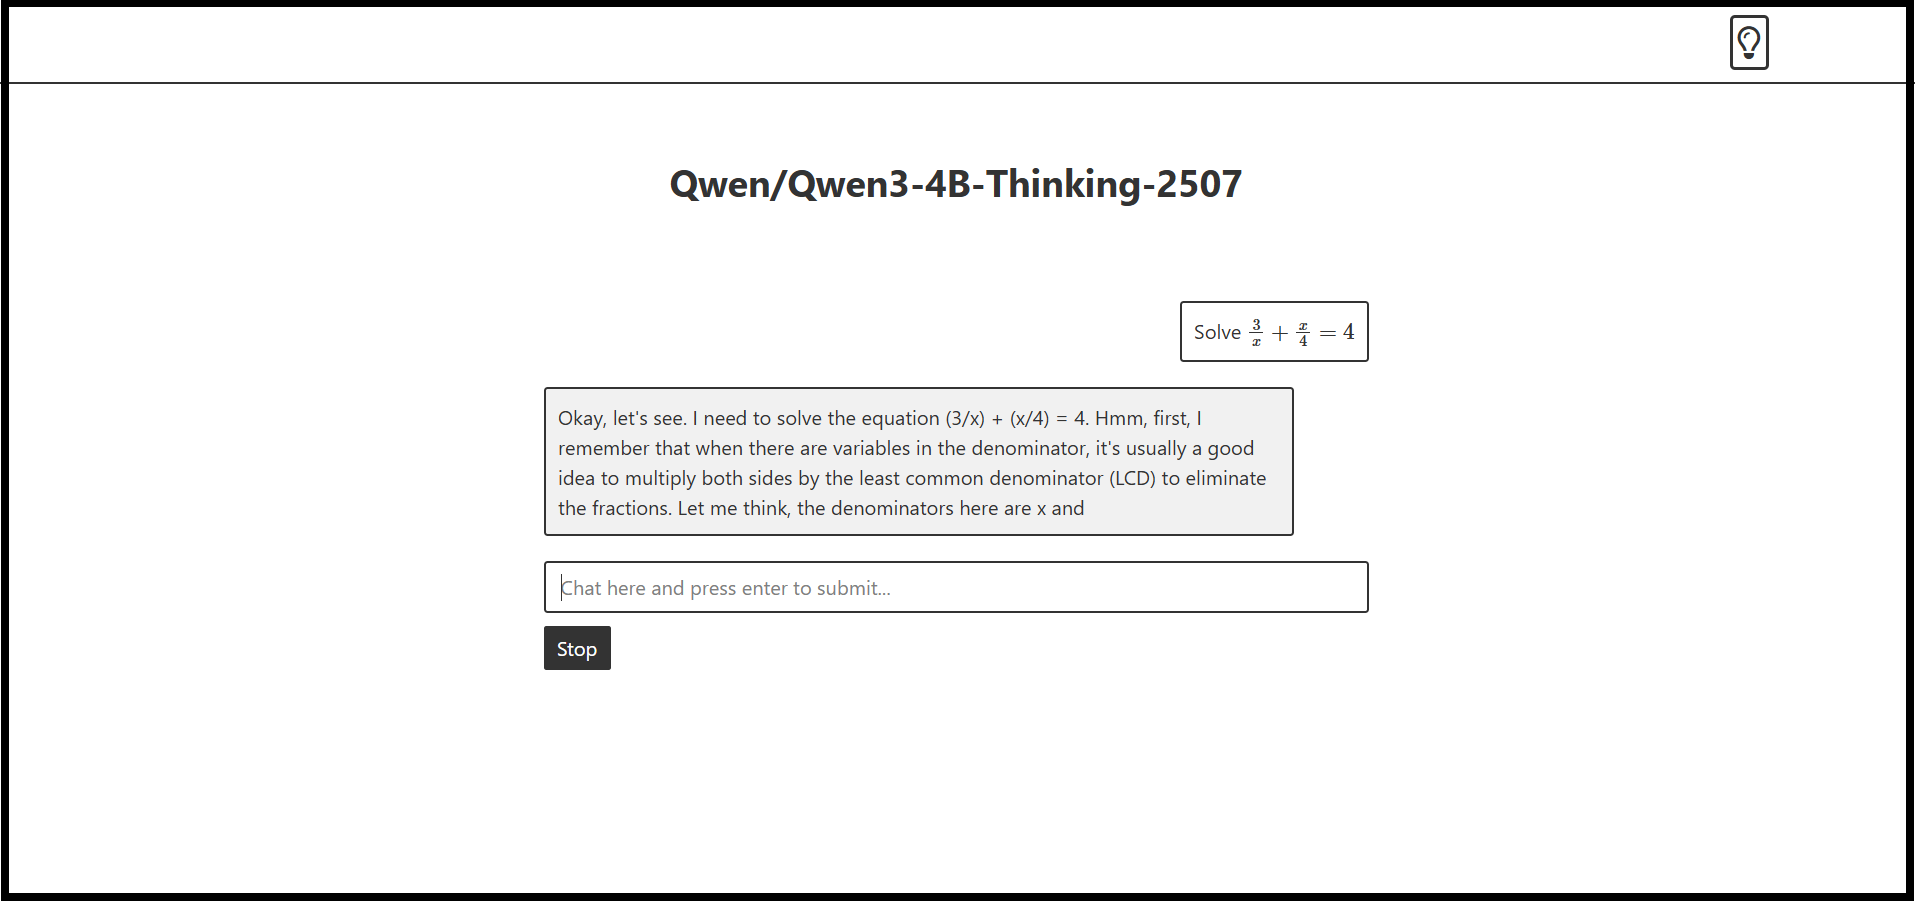 Qwen/Qwen3-4B-Thinking-2507
Solve 3/x + x/4 = 4
Okay, let's see. I need to solve the equation (3/x) + (x/4) = 4. Hmm, first, I
remember that when there are variables in the denominator, it's usually a good
idea to multiply both sides by the least common denominator (LCD) to eliminate
the fractions. Let me think, the denominators here are x and
Chat here and press enter to submit...
Stop